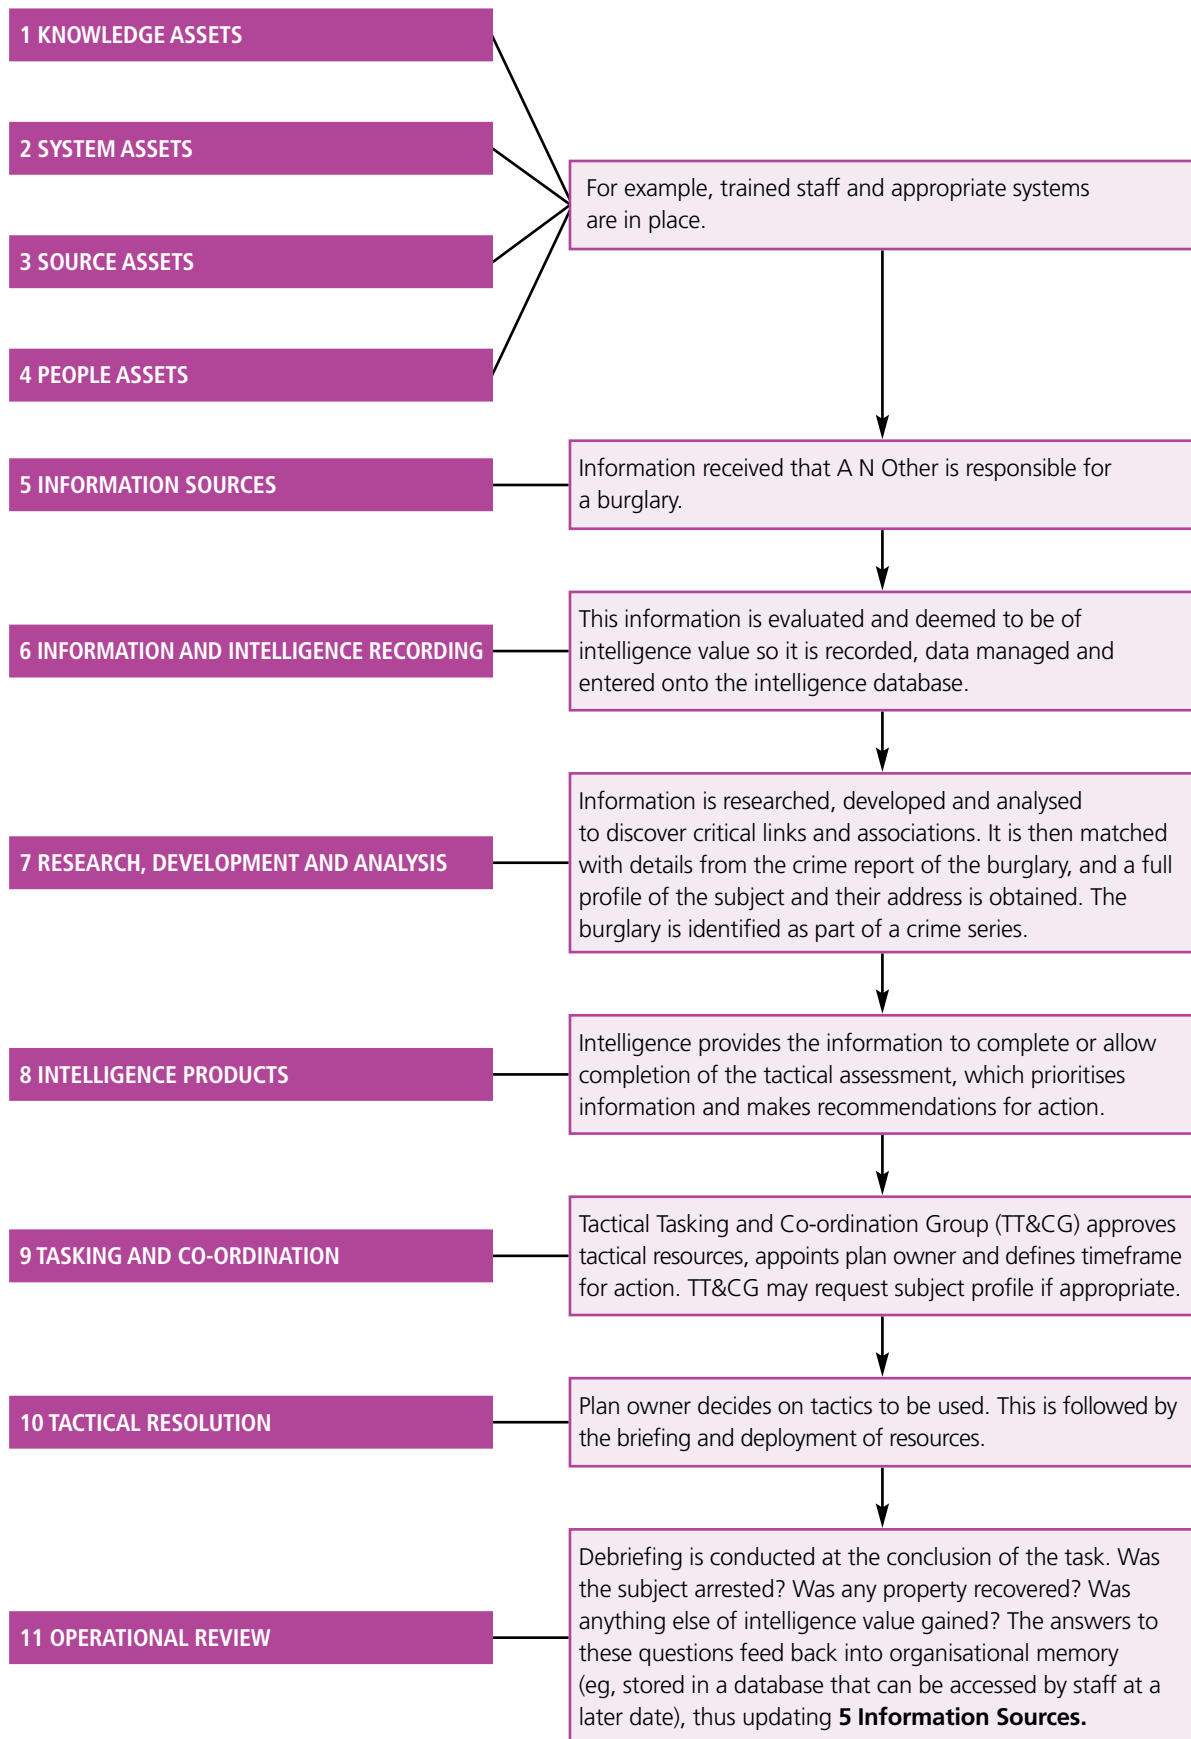 1 KNOWLEDGE ASSETS
2 SYSTEM ASSETS
For example, trained staff and appropriate systems
are in place.
3 SOURCE ASSETS
4 PEOPLE ASSETS
5 INFORMATION SOURCES
Information received that A N Other is responsible for
a burglary.
6 INFORMATION AND INTELLIGENCE RECORDING
This information is evaluated and deemed to be of
intelligence value so it is recorded, data managed and
entered onto the intelligence database.
7 RESEARCH, DEVELOPMENT AND ANALYSIS
Information is researched, developed and analysed
to discover critical links and associations. It is then matched
with details from the crime report of the burglary, and a full
profile of the subject and their address is obtained. The
burglary is identified as part of a crime series.
8 INTELLIGENCE PRODUCTS
Intelligence provides the information to complete or allow
completion of the tactical assessment, which prioritises
information and makes recommendations for action.
9 TASKING AND CO-ORDINATION
Tactical Tasking and Co-ordination Group (TT&CG) approves
tactical resources, appoints plan owner and defines timeframe
for action. TT&CG may request subject profile if appropriate.
10 TACTICAL RESOLUTION
Plan owner decides on tactics to be used. This is followed by
the briefing and deployment of resources.
11 OPERATIONAL REVIEW
Debriefing is conducted at the conclusion of the task. Was
the subject arrested? Was any property recovered? Was
anything else of intelligence value gained? The answers to
these questions feed back into organisational memory
(eg, stored in a database that can be accessed by staff at a
later date), thus updating 5 Information Sources.